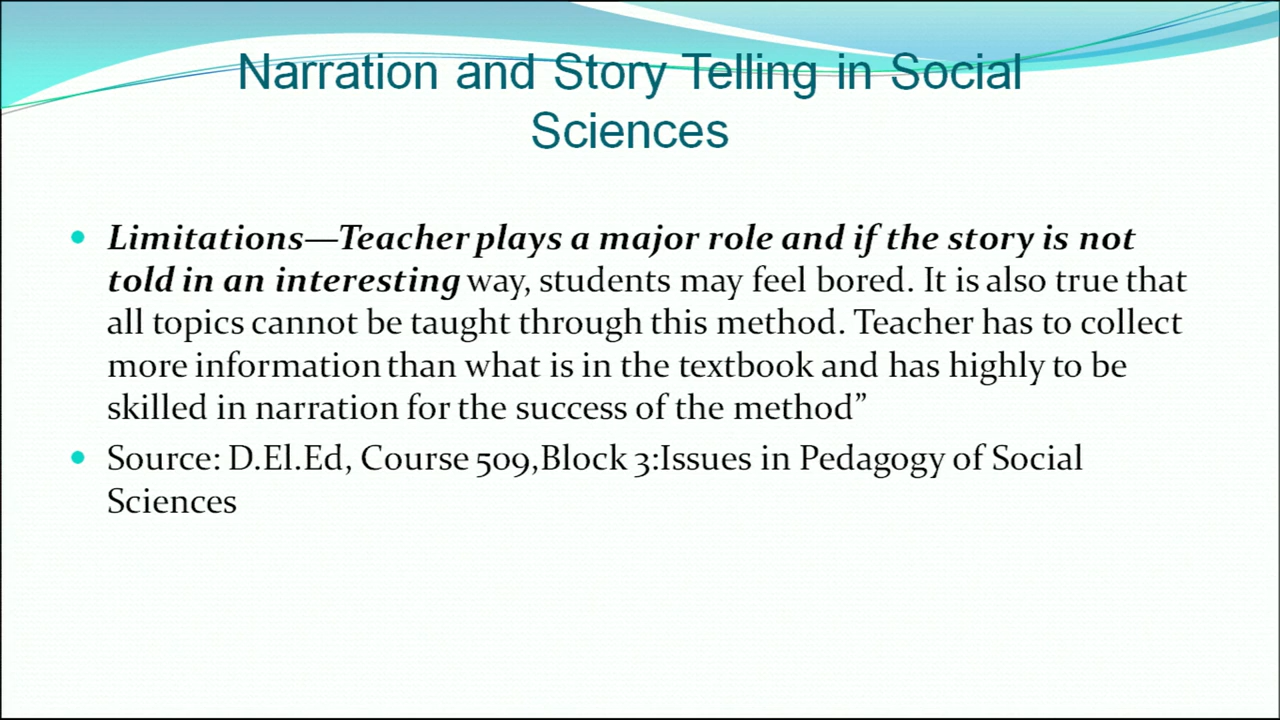 Narration and Story Telling in Social
Sciences
Limitations—Teacher plays a major role and if the story is not
told in an interesting way, students may feel bored. It is also true that
all topics cannot be taught through this method. Teacher has to collect
more information than what is in the textbook and has highly to be
skilled in narration for the success of the method”
Source: D.El.Ed, Course 509,Block 3:Issues in Pedagogy of Social
Sciences